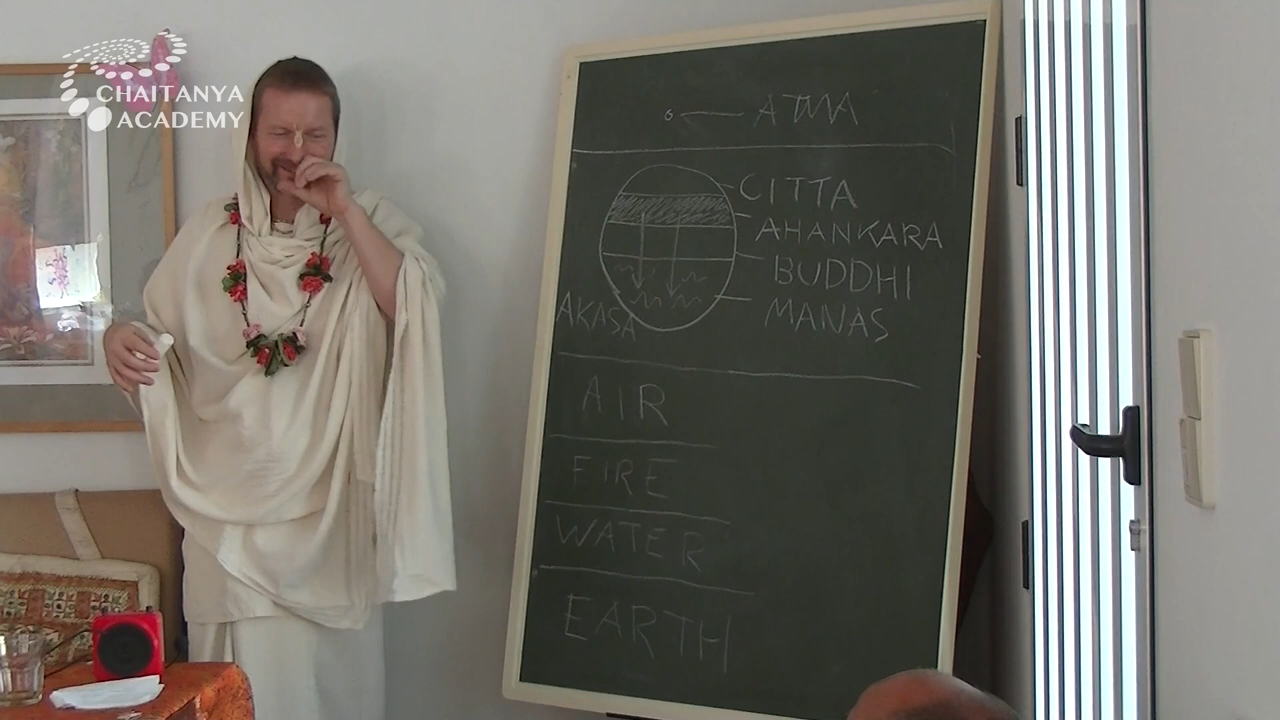 CHAITANYA
ACADEMY
ATMA
CITTA
AHANKARA
BUDDHI
MANAS
AKASA
AIR
FIRE
WATER
EARTH